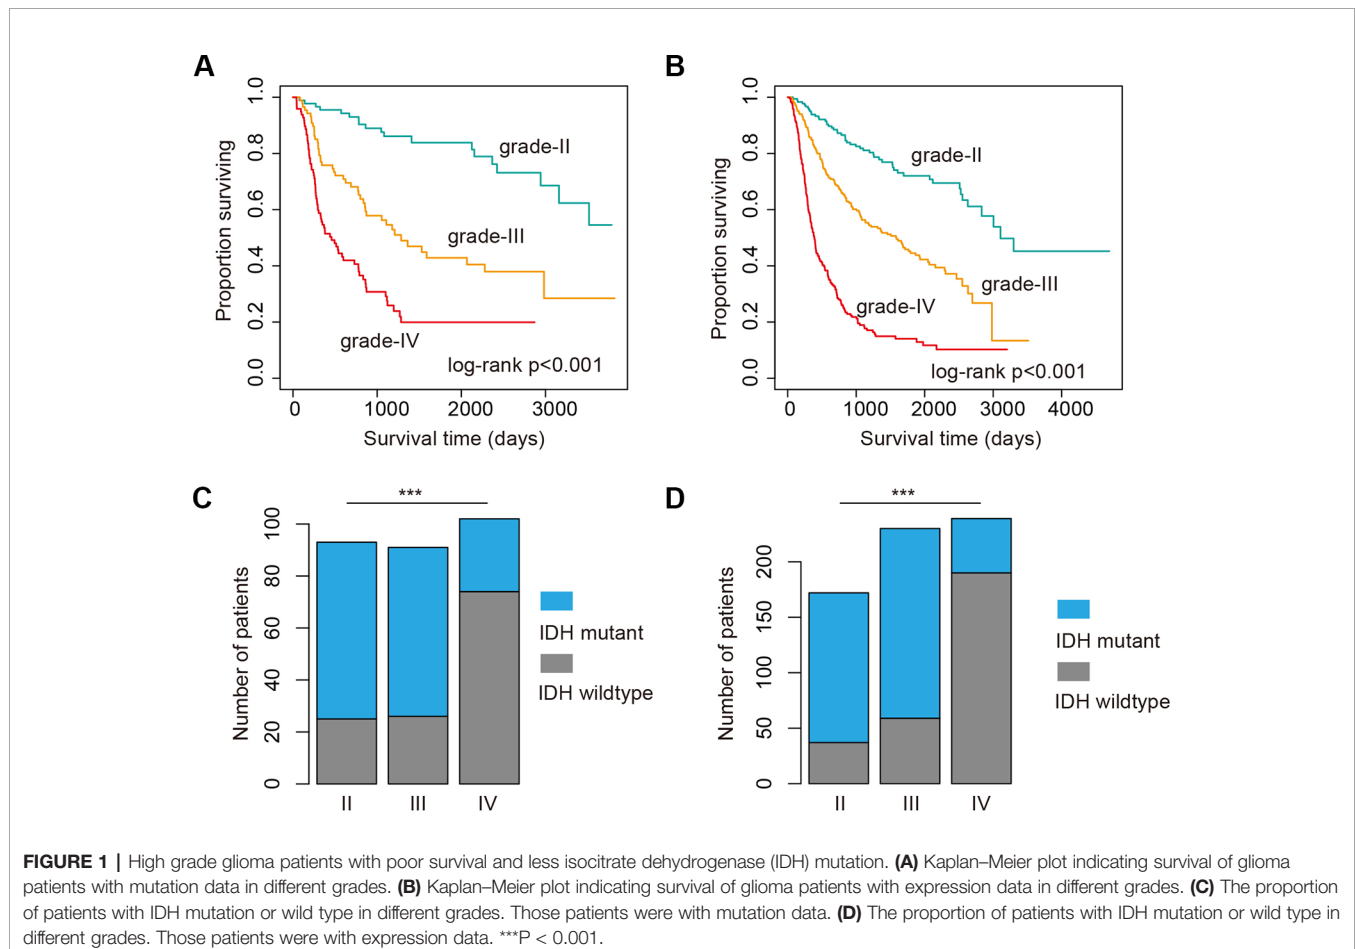 A
1.0
0.8
0.6
0.4
0.2
0.0
Proportion surviving
grade-II
grade-III
grade-IV
log-rank p<0.001
0 1000 2000 3000
Survival time (days)
B
1.0
0.8
0.6
0.4
0.2
0.0
Proportion surviving
grade-II
grade-III
grade-IV
log-rank p<0.001
0 1000 2000 3000 4000
Survival time (days)
C
***
100
80
60
40
20
0
Number of patients
IDH mutant
IDH wildtype
II III IV
D
***
200
150
100
50
0
Number of patients
IDH mutant
IDH wildtype
II III IV
FIGURE 1 | High grade glioma patients with poor survival and less isocitrate dehydrogenase (IDH) mutation. (A) Kaplan–Meier plot indicating survival of glioma
patients with mutation data in different grades. (B) Kaplan–Meier plot indicating survival of glioma patients with expression data in different grades. (C) The proportion
of patients with IDH mutation or wild type in different grades. Those patients were with mutation data. (D) The proportion of patients with IDH mutation or wild type in
different grades. Those patients were with expression data. ***P < 0.001.